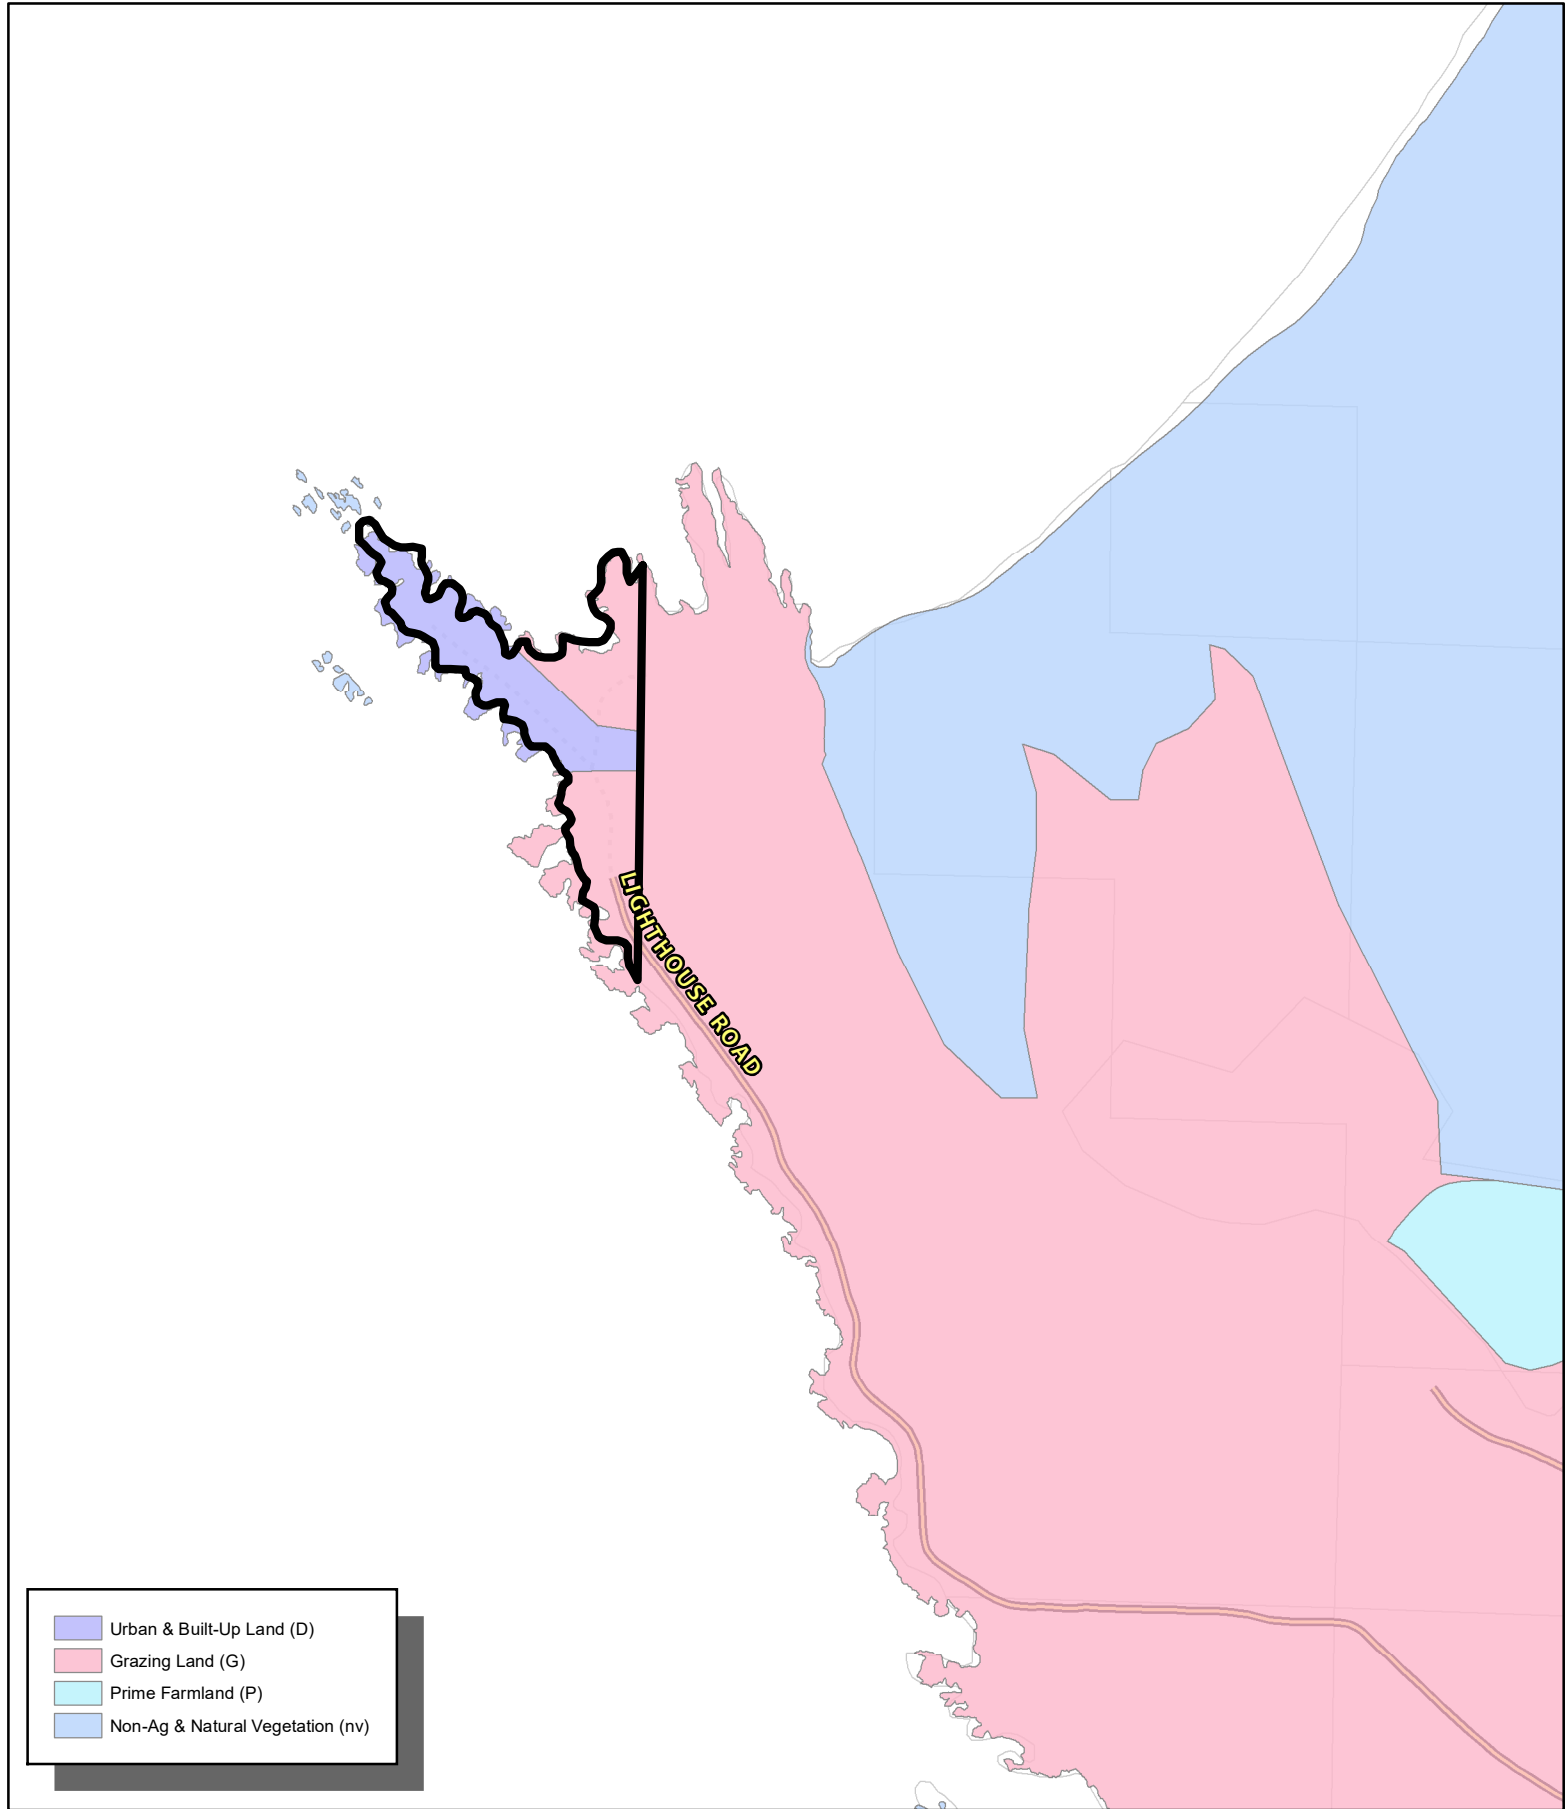 LIGHTHOUSE ROAD
Urban & Built-Up Land (D)
Grazing Land (G)
Prime Farmland (P)
Non-Ag & Natural Vegetation (nv)